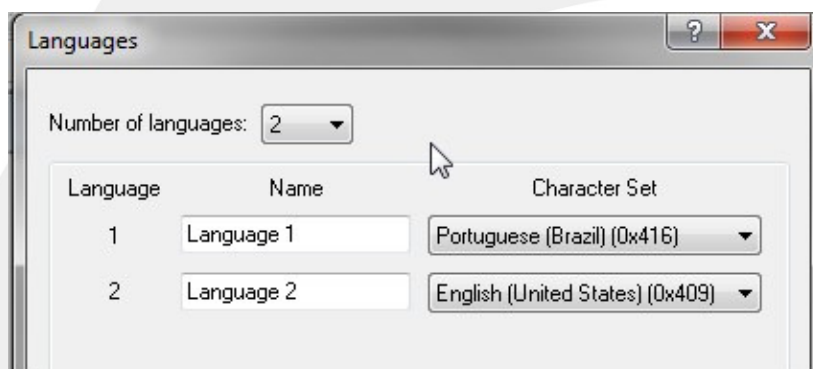 Languages
Number of languages: 2
Language Name Character Set
1 Language 1 Portuguese (Brazil) (0x416)
2 Language 2 English (United States) (0x409)